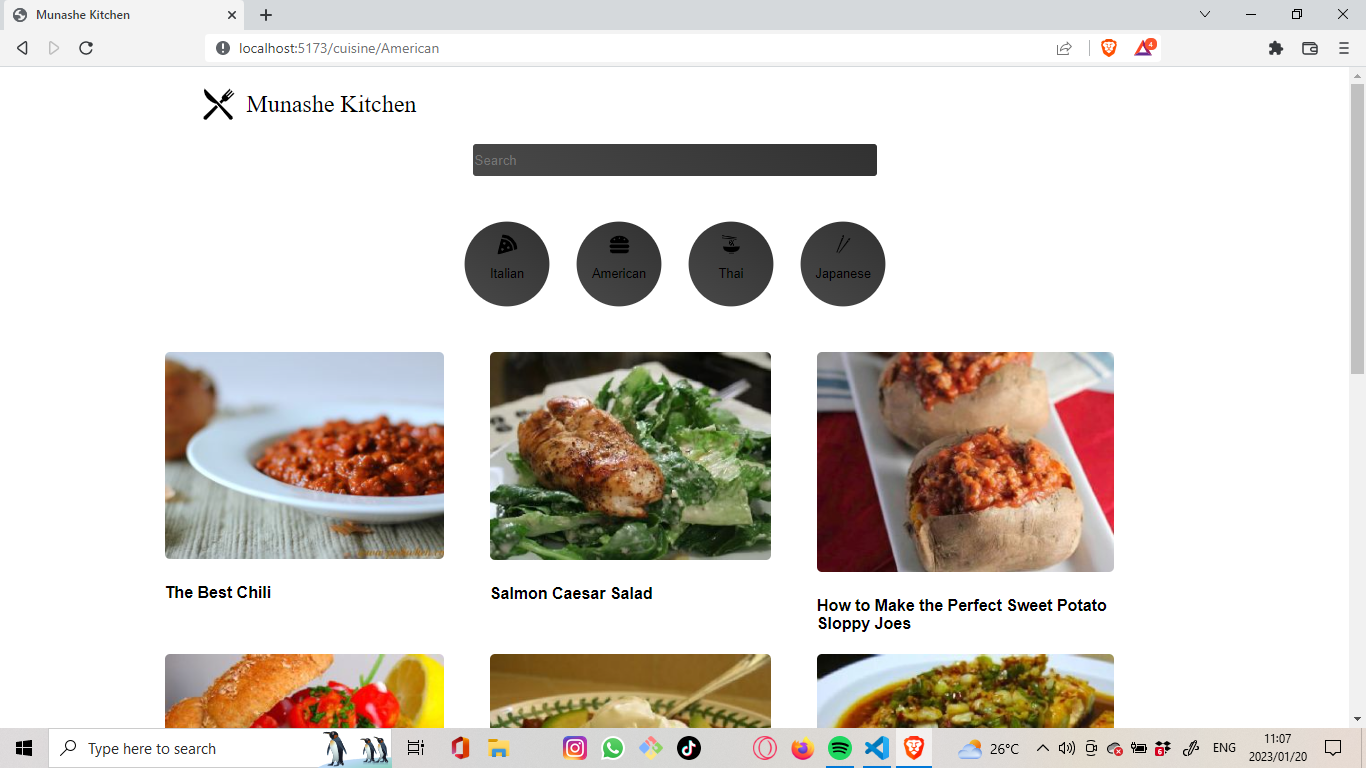 Munashe Kitchen
localhost:5173/cuisine/American
4
Munashe Kitchen
Search
Italian
American
Thai
Japanese
The Best Chili
Salmon Caesar Salad
How to Make the Perfect Sweet Potato
Sloppy Joes
Type here to search
26°C
ENG
11:07
2023/01/20